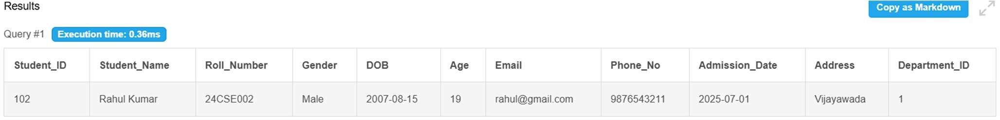 Results
Copy as Markdown
Query #1 Execution time: 0.36ms
Student_ID Student_Name Roll_Number Gender DOB Age Email Phone_No Admission_Date Address Department_ID
102 Rahul Kumar 24CSE002 Male 2007-08-15 19 rahul@gmail.com 9876543211 2025-07-01 Vijayawada 1